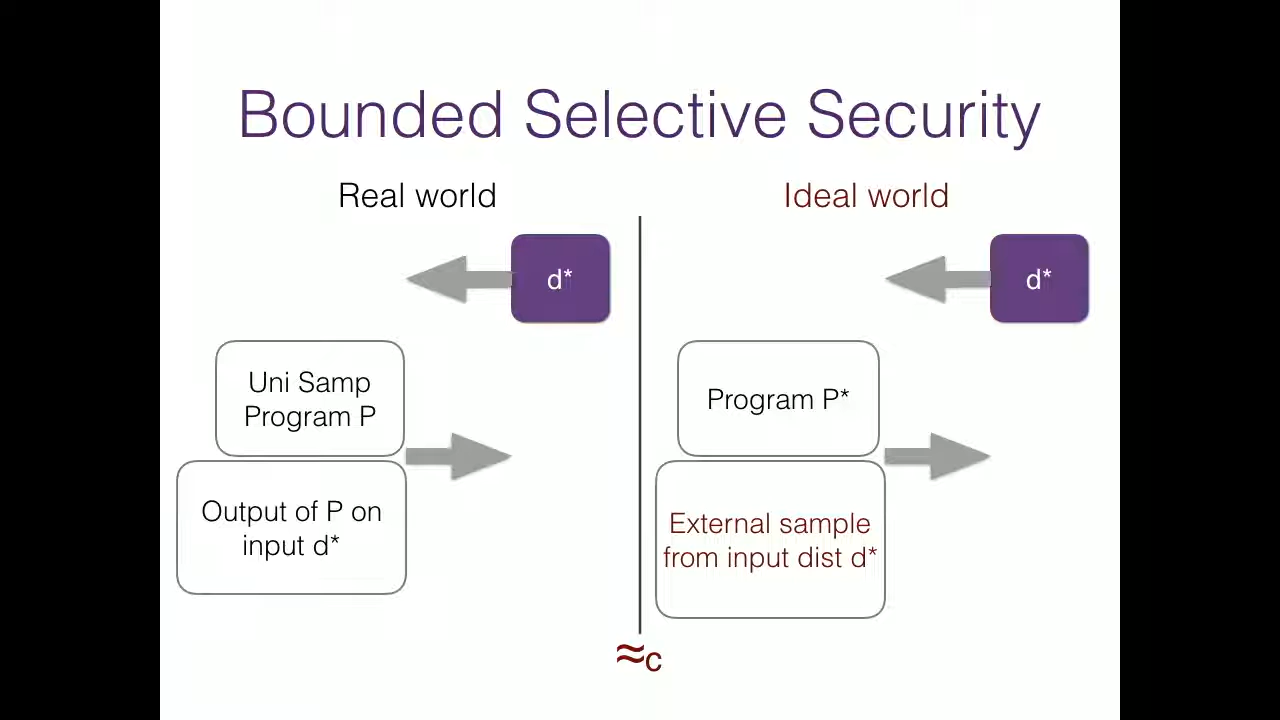 Bounded Selective Security
Real world
Ideal world
d*
d*
Uni Samp
Program P
Program P*
Output of P on
input d*
External sample
from input dist d*
≈c